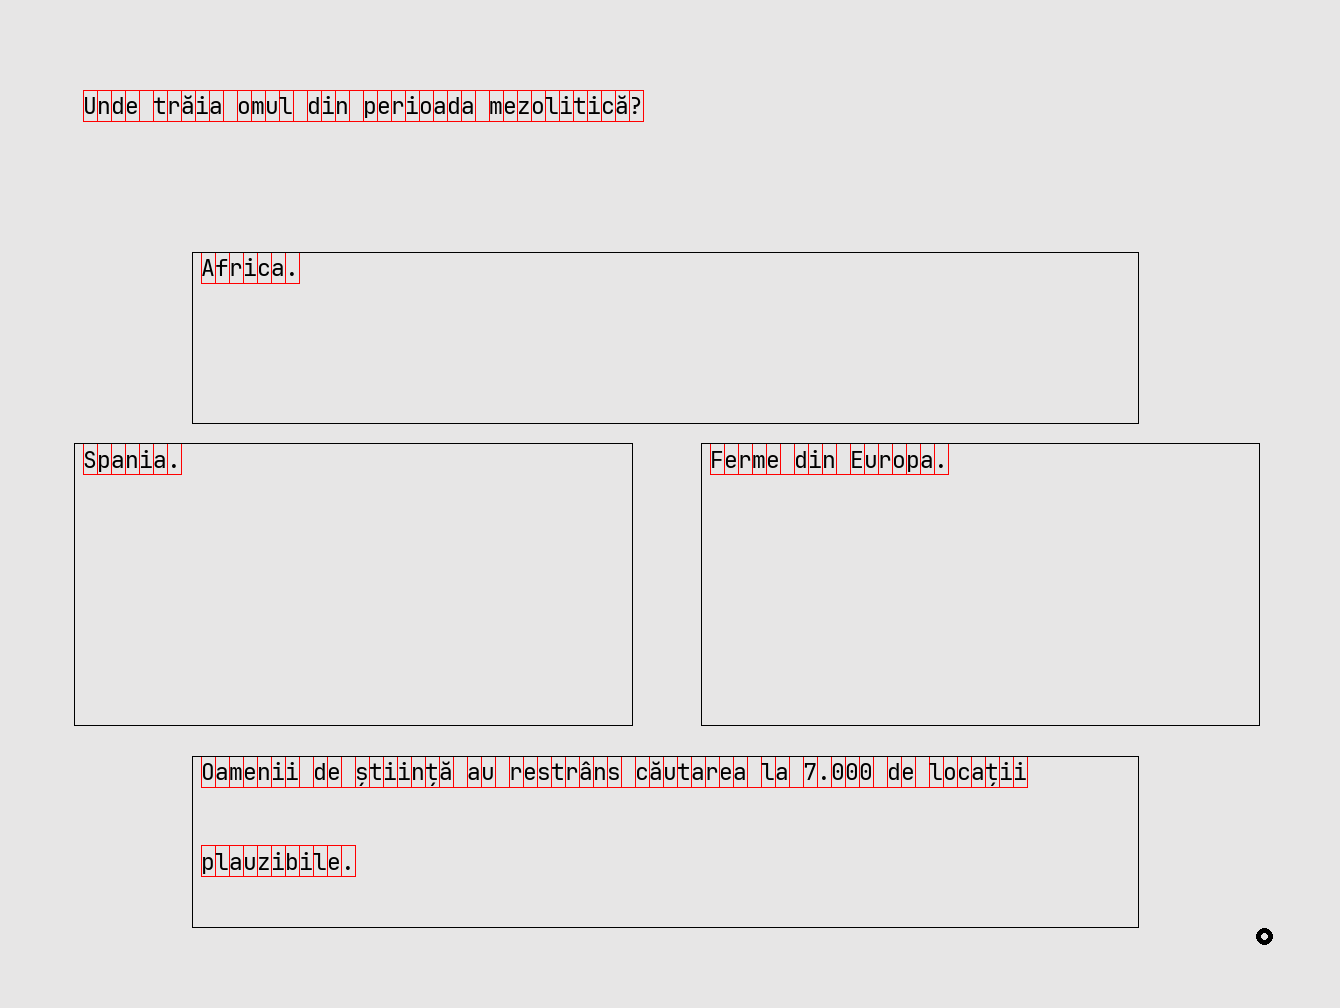 Unde trăia omul din perioada mezolitică?
Africa.
Spania.
Ferme din Europa.
Oamenii de știință au restrâns căutarea la 7.000 de locații
plauzibile.